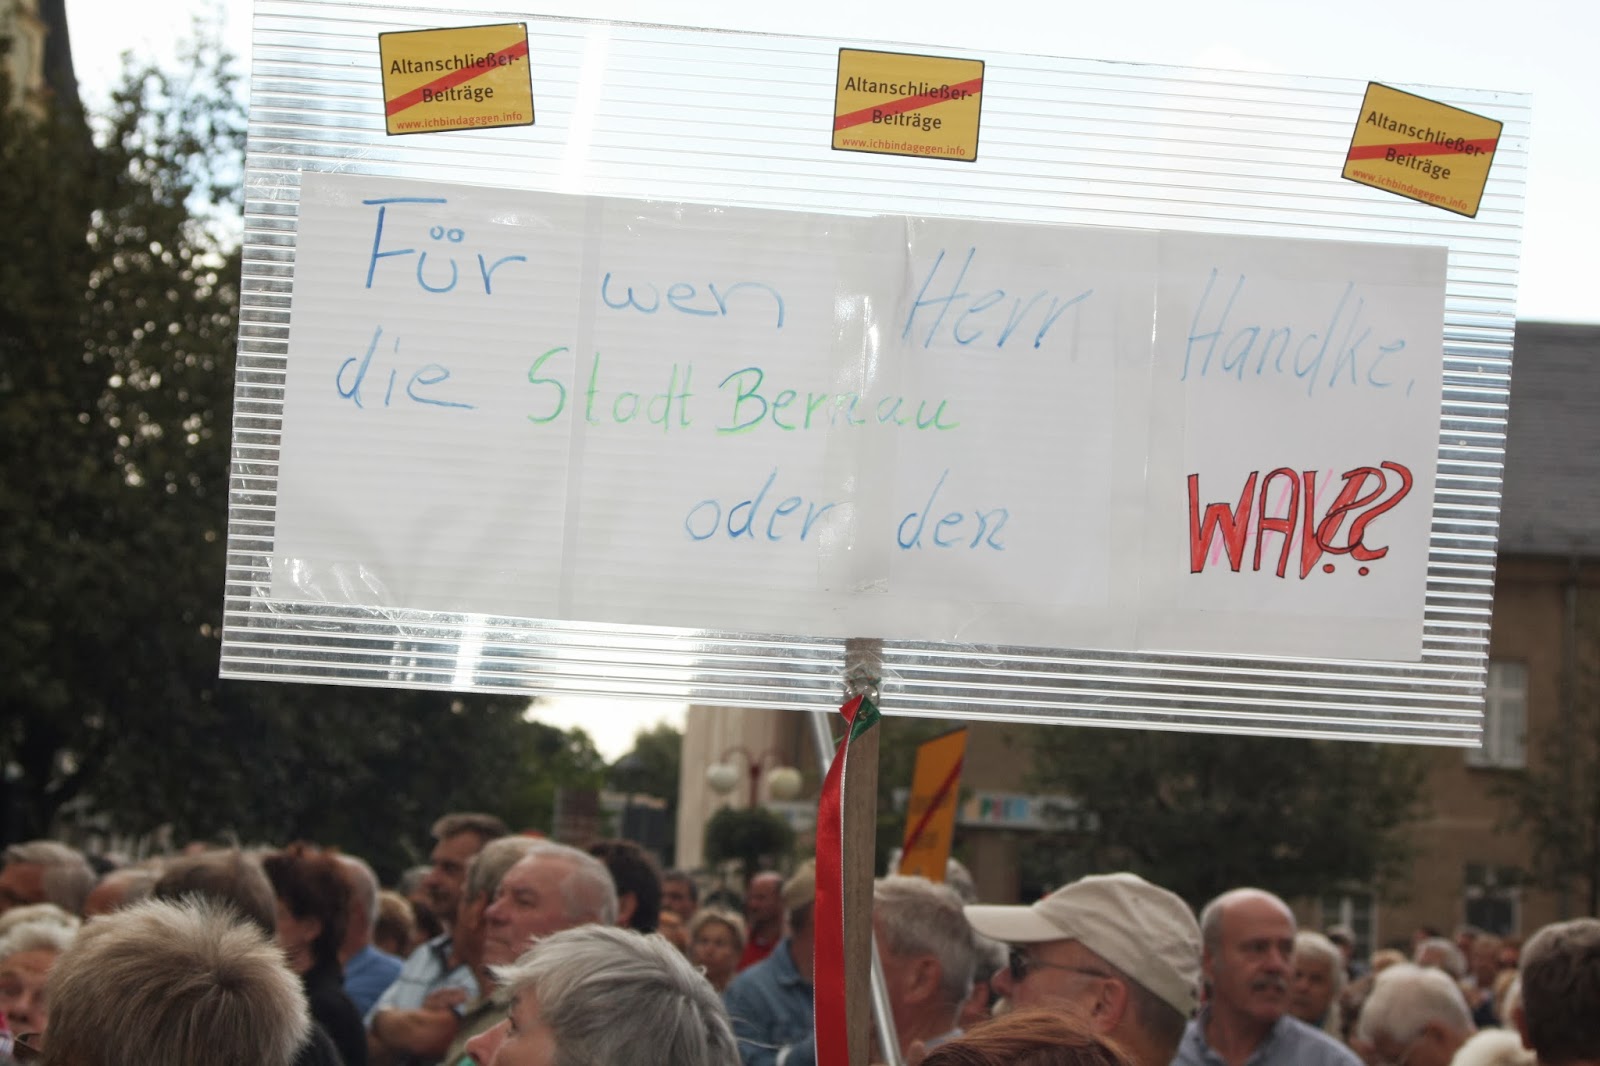 Altanschließer-
Beiträge
www.ichbindagegen.info
Altanschließer-
Beiträge
www.ichbindagegen.info
Altanschließer-
Beiträge
www.ichbindagegen.info
Für wen Herr Handke,
die Stadt Bernau
oder den WAV??